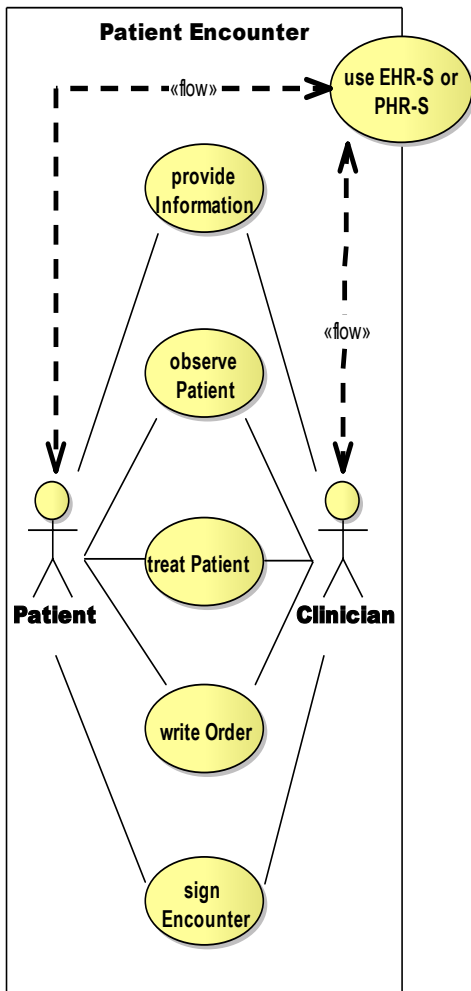 Patient Encounter
use EHR-S or
PHR-S
«flow»
provide
Information
«flow»
observe
Patient
treat Patient
Patient
Clinician
write Order
sign
Encounter